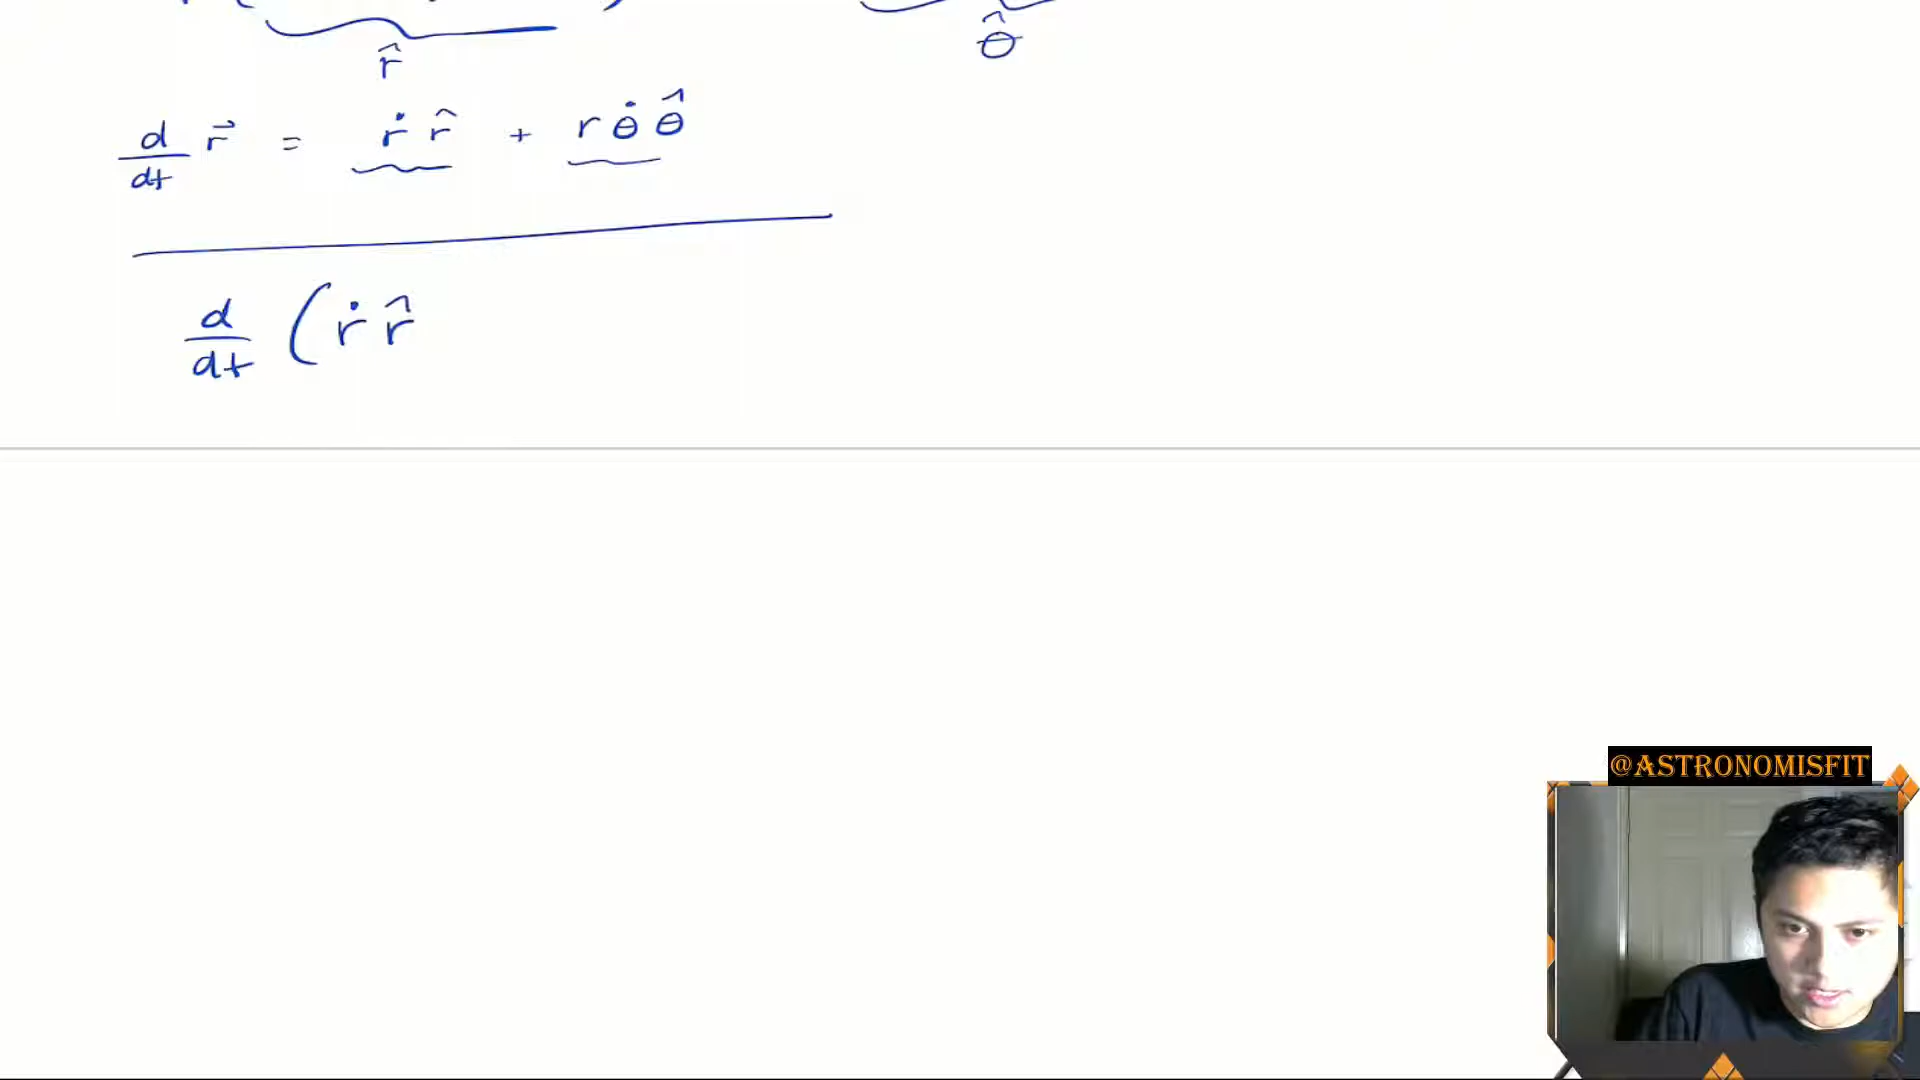 r̂ θ̂
d/dt r⃗ = ṙ r̂ + r θ̇ θ̂
d/dt (ṙ r̂
@ASTRONOMISFIT